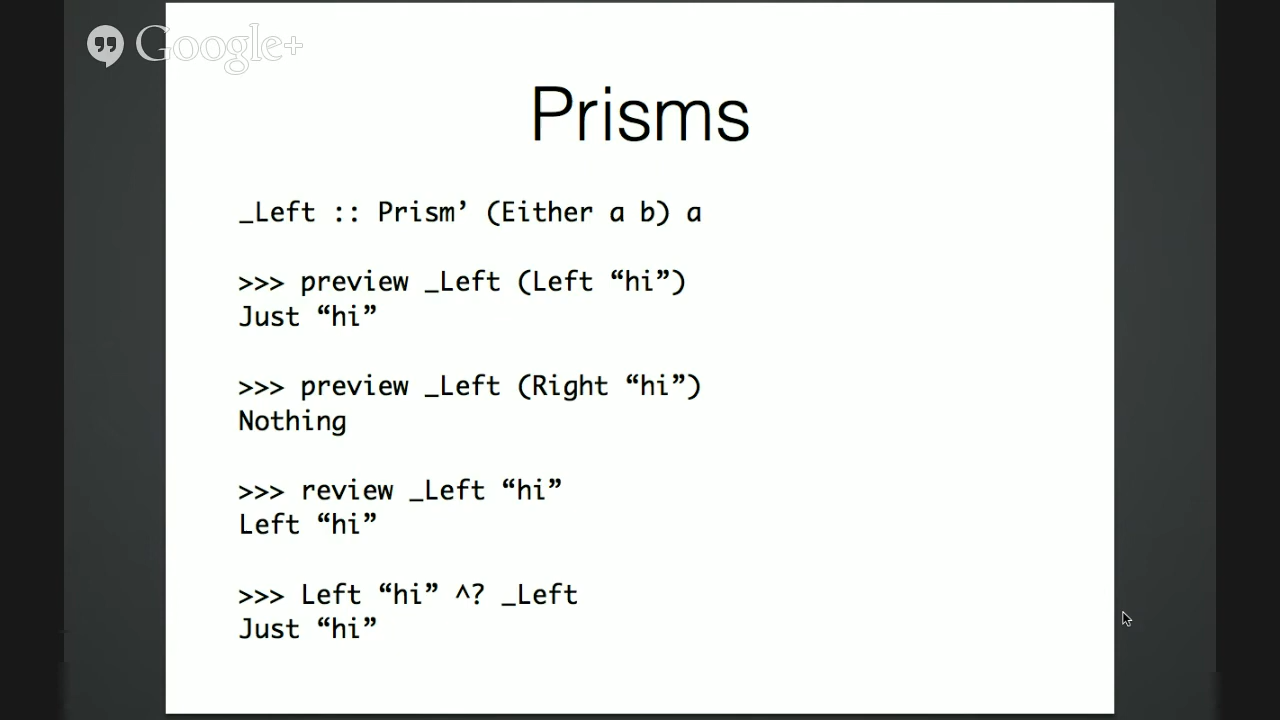 Google+
Prisms
_Left :: Prism’ (Either a b) a
>>> preview _Left (Left “hi”)
Just “hi”
>>> preview _Left (Right “hi”)
Nothing
>>> review _Left “hi”
Left “hi”
>>> Left “hi” ^? _Left
Just “hi”